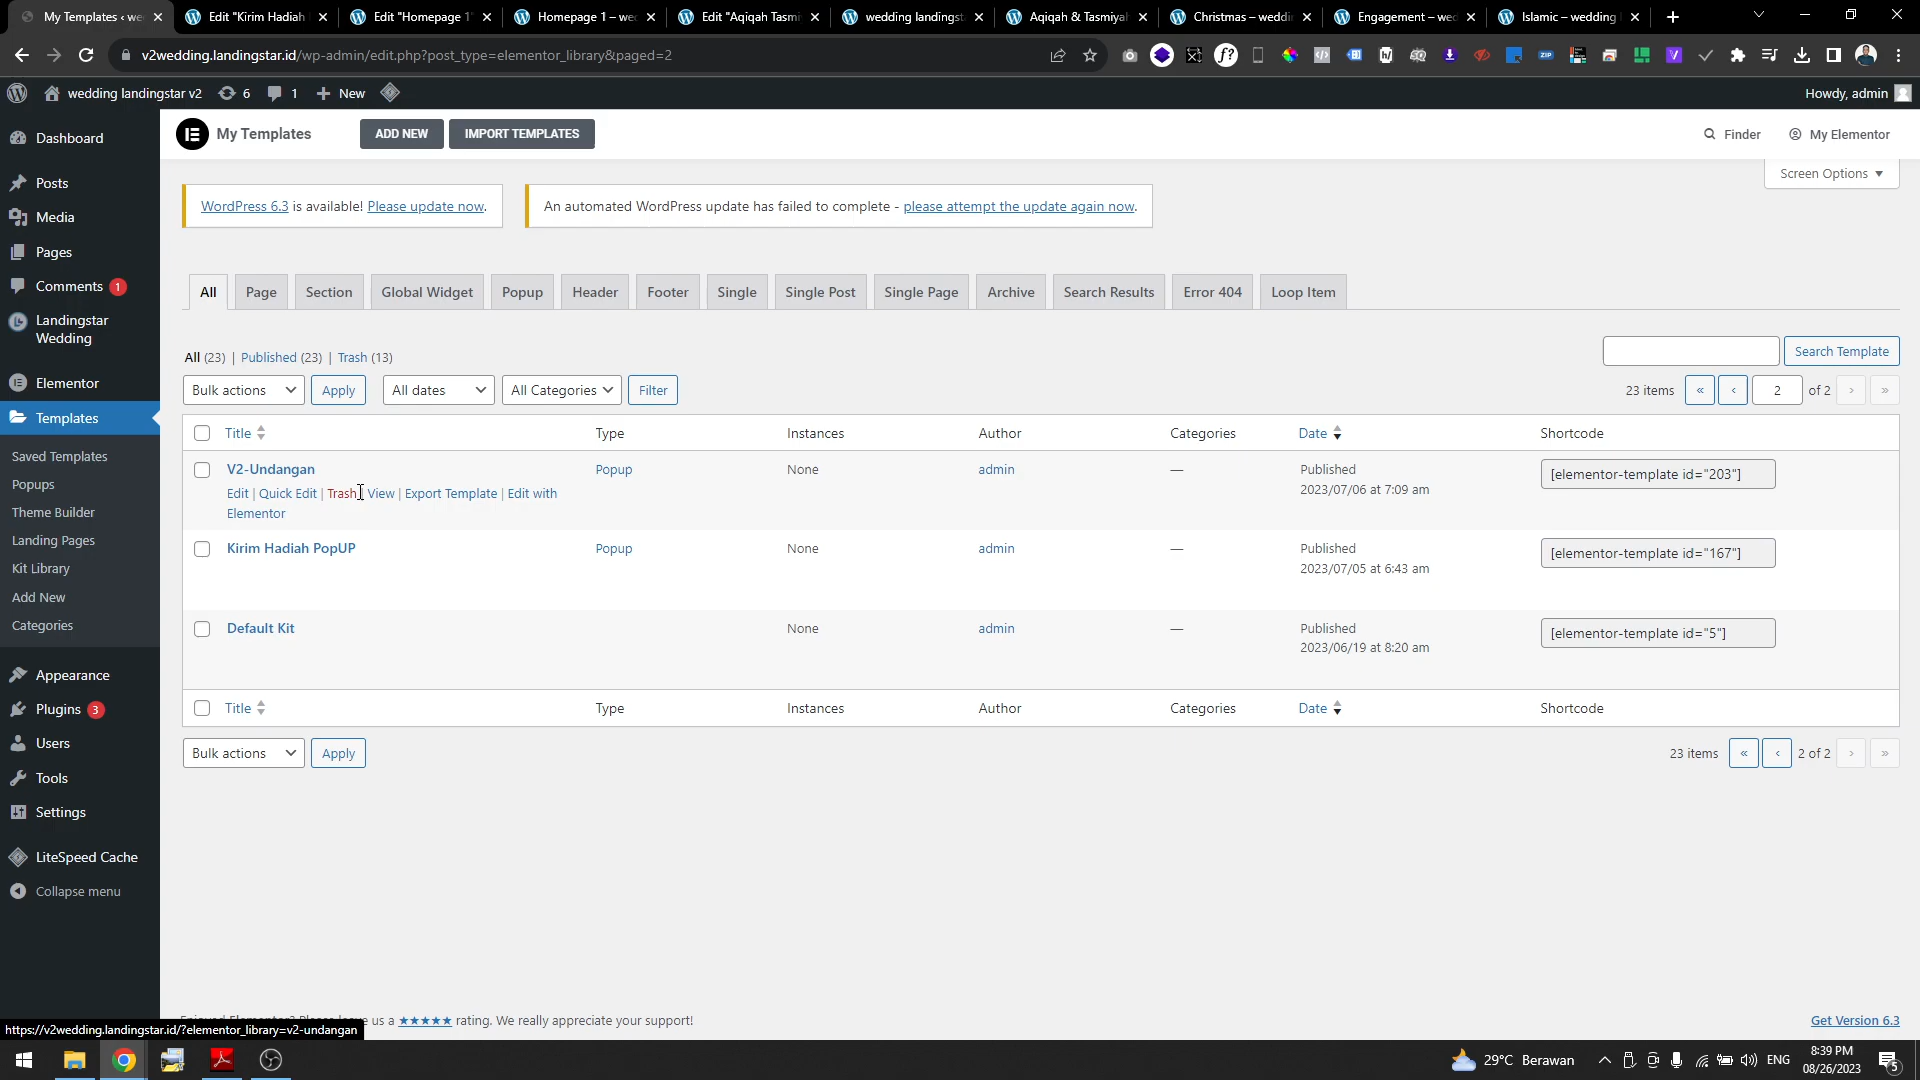 My Templates ‹ we
Edit "Kirim Hadiah
Edit "Homepage 1"
Homepage 1 – we
Edit "Aqiqah Tasmi
wedding landingst
Aqiqah & Tasmiyah
Christmas – weddi
Engagement – we
Islamic – wedding
v2wedding.landingstar.id/wp-admin/edit.php?post_type=elementor_library&paged=2
wedding landingstar v2
6
1
New
Howdy, admin
Dashboard
Posts
Media
Pages
Comments 1
Landingstar
Wedding
Elementor
Templates
Saved Templates
Popups
Theme Builder
Landing Pages
Kit Library
Add New
Categories
Appearance
Plugins 3
Users
Tools
Settings
LiteSpeed Cache
Collapse menu
My Templates
ADD NEW
IMPORT TEMPLATES
Finder
My Elementor
Screen Options
WordPress 6.3 is available! Please update now.
An automated WordPress update has failed to complete - please attempt the update again now.
All
Page
Section
Global Widget
Popup
Header
Footer
Single
Single Post
Single Page
Archive
Search Results
Error 404
Loop Item
All (23) | Published (23) | Trash (13)
Search Template
Bulk actions
Apply
All dates
All Categories
Filter
23 items « ‹ 2 of 2 › »
Title Type Instances Author Categories Date Shortcode
V2-Undangan Popup None admin — Published [elementor-template id="203"]
2023/07/06 at 7:09 am
Edit | Quick Edit | Trash | View | Export Template | Edit with
Elementor
Kirim Hadiah PopUP Popup None admin — Published [elementor-template id="167"]
2023/07/05 at 6:43 am
Default Kit None admin — Published [elementor-template id="5"]
2023/06/19 at 8:20 am
Title Type Instances Author Categories Date Shortcode
Bulk actions
Apply
23 items « ‹ 2 of 2 › »
us a ★★★★★ rating. We really appreciate your support!
Get Version 6.3
https://v2wedding.landingstar.id/?elementor_library=v2-undangan
29°C Berawan
ENG
8:39 PM
08/26/2023
5